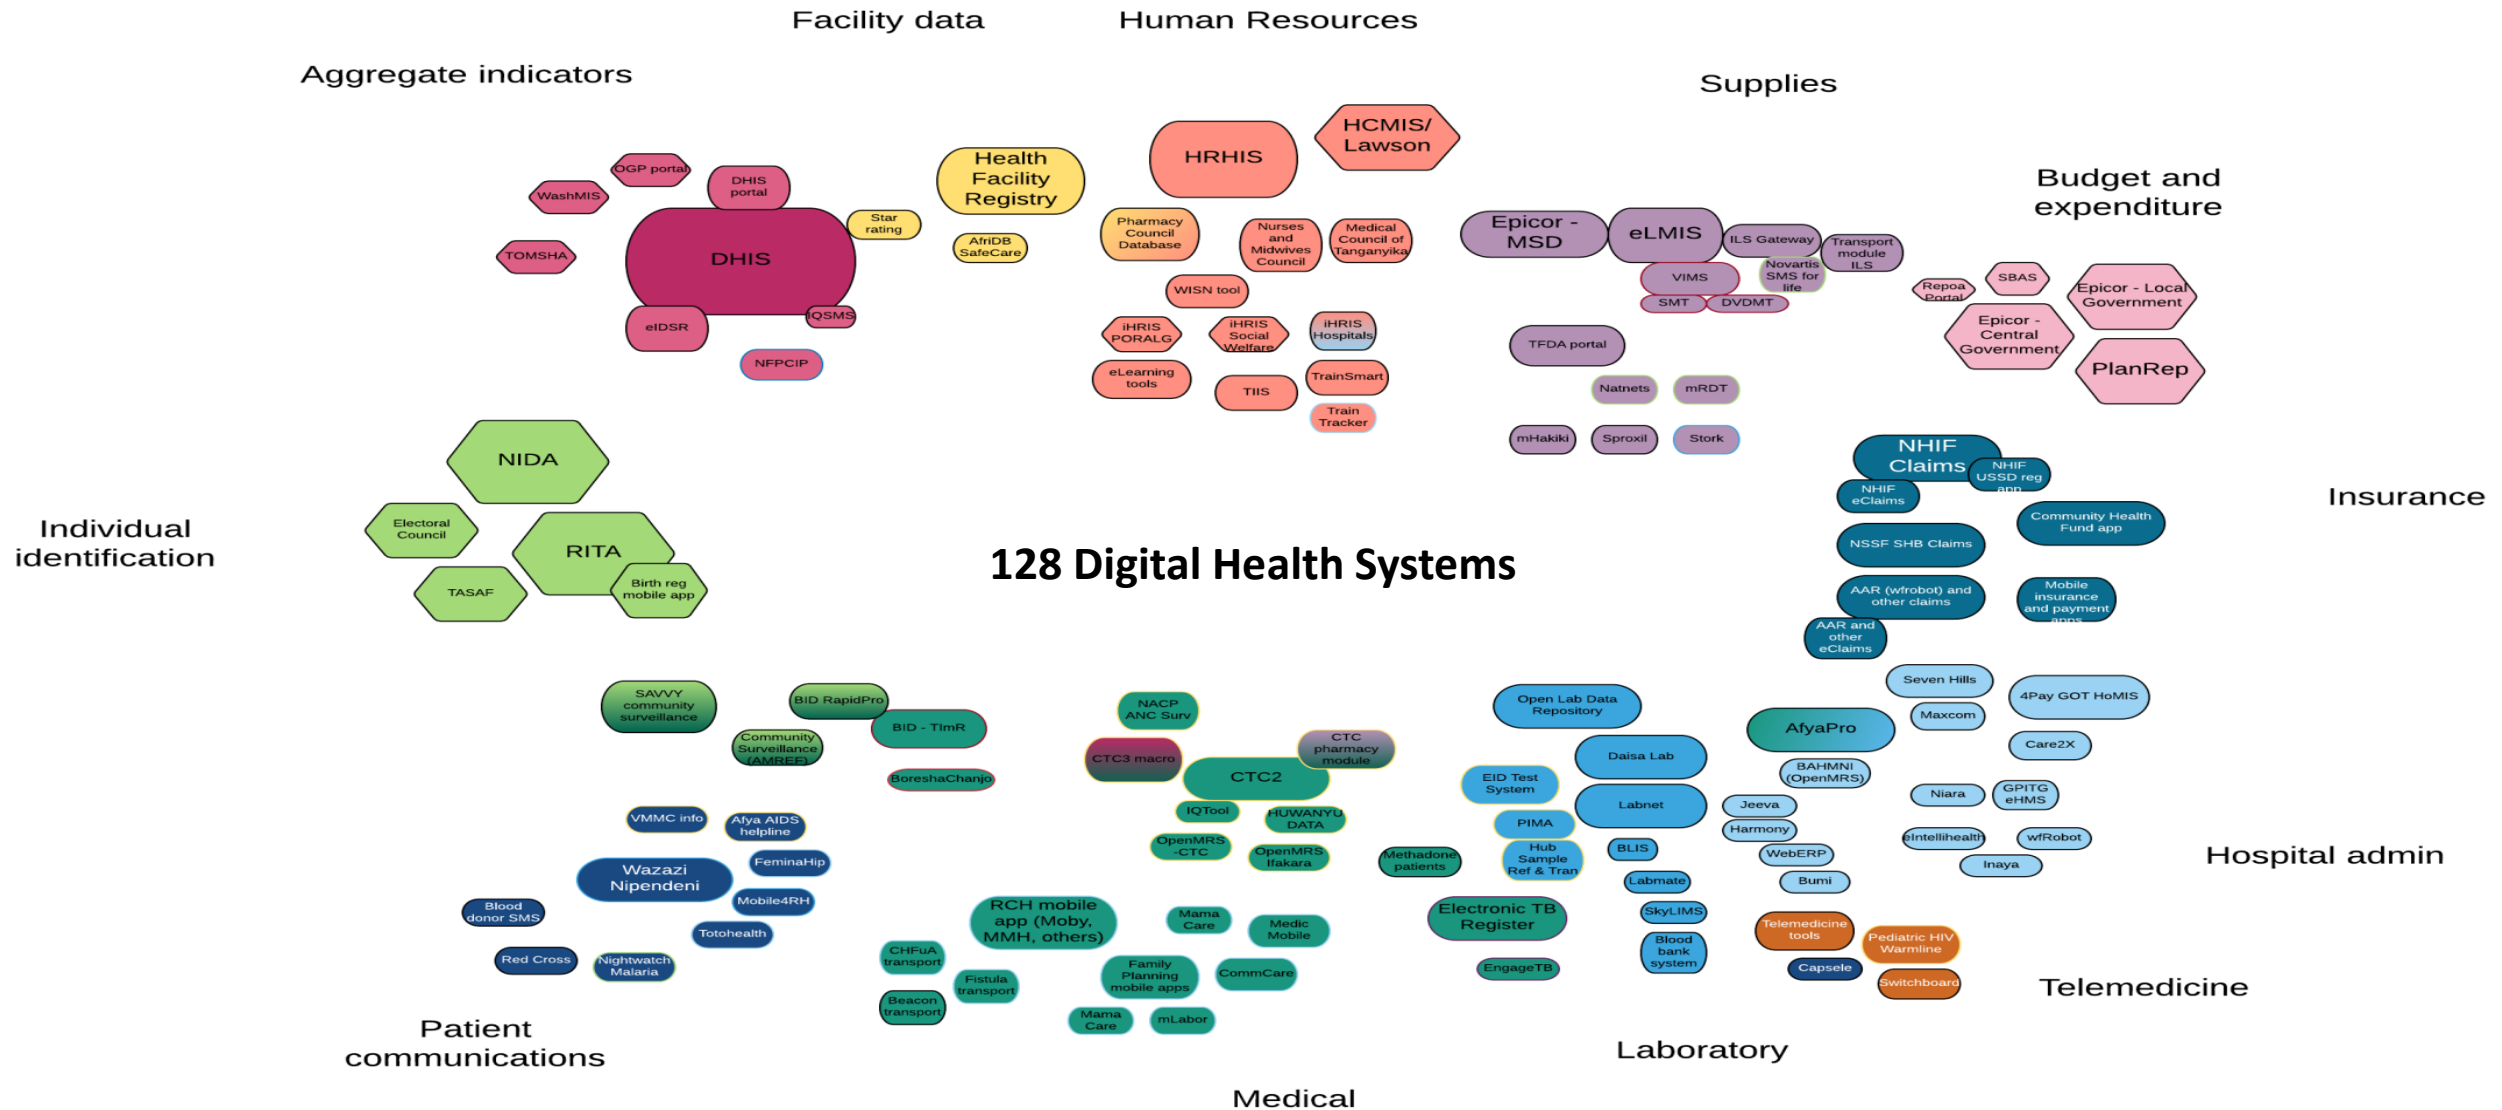 Facility data
Human Resources
Aggregate indicators
Supplies
Budget and
expenditure
OGP portal
WashMIS
DHIS
portal
TOMSHA
DHIS
Star
rating
eIDSR
IQSMS
NFPCIP
Health
Facility
Registry
AfriDB
SafeCare
HRHIS
HCMIS/
Lawson
Pharmacy
Council
Database
Nurses
and
Midwives
Council
Medical
Council of
Tanganyika
WISN tool
iHRIS
PORALG
iHRIS
Social
Welfare
iHRIS
Hospitals
eLearning
tools
TIIS
TrainSmart
Train
Tracker
Epicor -
MSD
eLMIS
ILS Gateway
Transport
module
ILS
VIMS
Novartis
SMS for
life
SMT
DVDMT
TFDA portal
Natnets
mRDT
mHakiki
Sproxil
Stork
Repoa
Portal
SBAS
Epicor - Local
Government
Epicor -
Central
Government
PlanRep
Individual
identification
NIDA
Electoral
Council
RITA
TASAF
Birth reg
mobile app
128 Digital Health Systems
Insurance
NHIF
Claims
NHIF
USSD reg
app
NHIF
eClaims
Community Health
Fund app
NSSF SHB Claims
AAR (wfrobot) and
other claims
Mobile
insurance
and payment
apps
AAR and
other
eClaims
SAVVY
community
surveillance
BID RapidPro
BID - TImR
Community
Surveillance
(AMREF)
BoreshaChanjo
VMMC info
Afya AIDS
helpline
FeminaHip
Wazazi
Nipendeni
Mobile4RH
Blood
donor SMS
Totohealth
Red Cross
Nightwatch
Malaria
Patient
communications
NACP
ANC Surv
CTC3 macro
CTC
pharmacy
module
CTC2
IQTool
HUWANYU
DATA
OpenMRS
-CTC
OpenMRS
Ifakara
Methadone
patients
RCH mobile
app (Moby,
MMH, others)
Mama
Care
Medic
Mobile
CHFuA
transport
Fistula
transport
Beacon
transport
Family
Planning
mobile apps
CommCare
Mama
Care
mLabor
Electronic TB
Register
EngageTB
Medical
Open Lab Data
Repository
Daisa Lab
EID Test
System
Labnet
PIMA
Hub
Sample
Ref & Tran
BLIS
Labmate
SkyLIMS
Blood
bank
system
Laboratory
Seven Hills
4Pay GOT HoMIS
Maxcom
AfyaPro
Care2X
BAHMNI
(OpenMRS)
Jeeva
Niara
GPITG
eHMS
Harmony
eIntellihealth
wfRobot
WebERP
Inaya
Bumi
Hospital admin
Telemedicine
tools
Pediatric HIV
Warmline
Capsele
Switchboard
Telemedicine